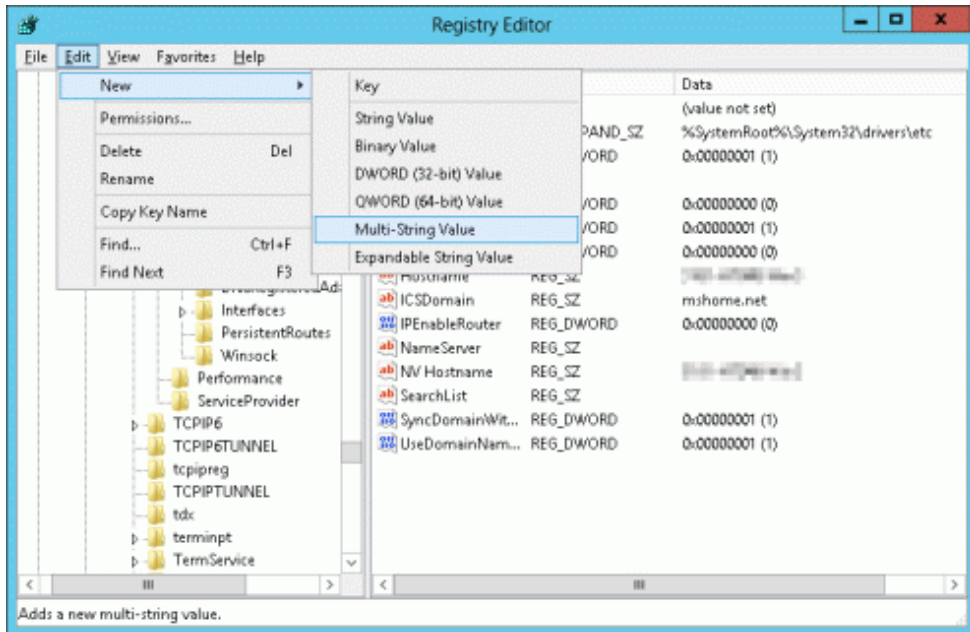 Registry Editor
File Edit View Favorites Help
New
Permissions...
Delete Del
Rename
Copy Key Name
Find... Ctrl+F
Find Next F3
Key
String Value
Binary Value
DWORD (32-bit) Value
QWORD (64-bit) Value
Multi-String Value
Expandable String Value
Data
(value not set)
PAND_SZ %SystemRoot%\System32\drivers\etc
/ORD 0x00000001 (1)
/ORD 0x00000000 (0)
/ORD 0x00000001 (1)
/ORD 0x00000000 (0)
Hostname REG_SZ
Interfaces ICSDomain REG_SZ mshome.net
PersistentRoutes IPEnableRouter REG_DWORD 0x00000000 (0)
Winsock NameServer REG_SZ
Performance NV Hostname REG_SZ
ServiceProvider SearchList REG_SZ
TCPIP6 SyncDomainWit... REG_DWORD 0x00000001 (1)
TCPIP6TUNNEL UseDomainNam... REG_DWORD 0x00000001 (1)
tcpipreg
TCPIPTUNNEL
tdx
terminpt
TermService
Adds a new multi-string value.